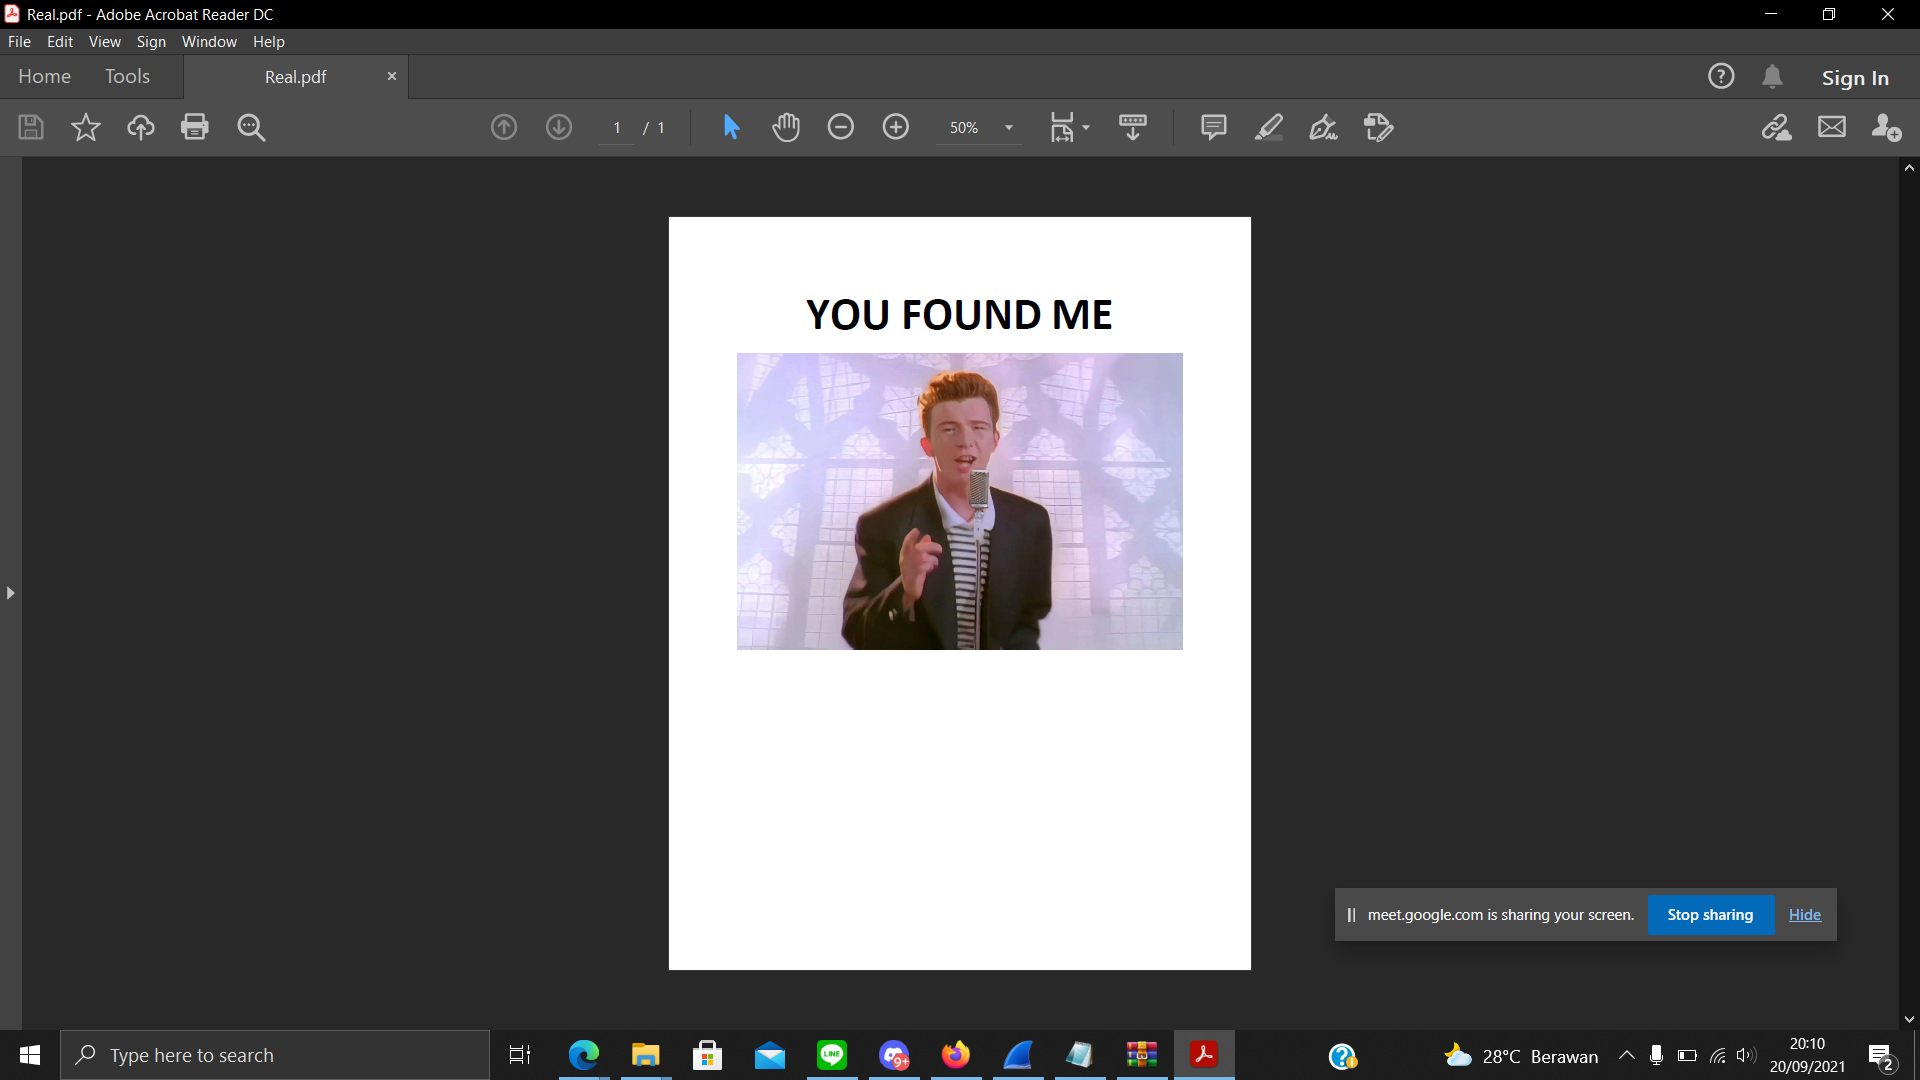 Real.pdf - Adobe Acrobat Reader DC
File Edit View Sign Window Help
Home Tools Real.pdf Sign In
1 / 1 50%
YOU FOUND ME
meet.google.com is sharing your screen. Stop sharing Hide
Type here to search
LINE
9+
28°C Berawan
20:10
20/09/2021
2